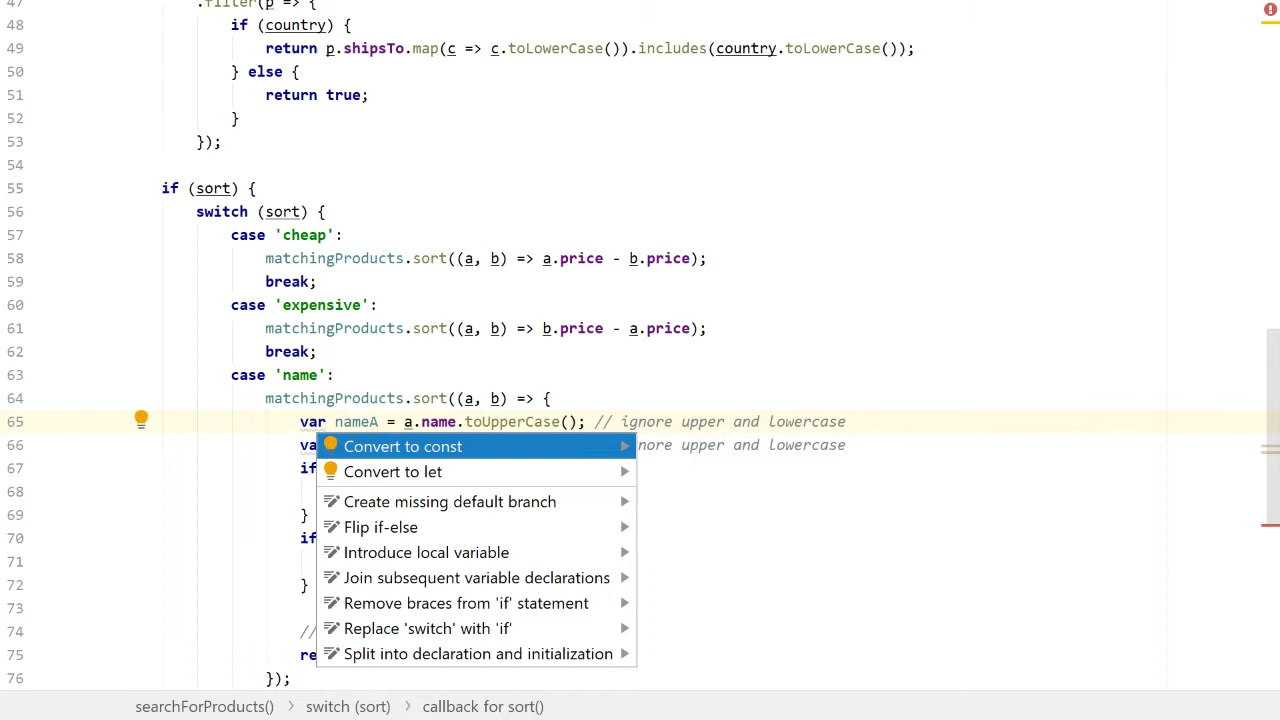 47 .filter(p => {
48 if (country) {
49 return p.shipsTo.map(c => c.toLowerCase()).includes(country.toLowerCase());
50 } else {
51 return true;
52 }
53 });
54
55 if (sort) {
56 switch (sort) {
57 case 'cheap':
58 matchingProducts.sort((a, b) => a.price - b.price);
59 break;
60 case 'expensive':
61 matchingProducts.sort((a, b) => b.price - a.price);
62 break;
63 case 'name':
64 matchingProducts.sort((a, b) => {
65 var nameA = a.name.toUpperCase(); // ignore upper and lowercase
66 va nore upper and lowercase
Convert to const
67 if
Convert to let
68
Create missing default branch
69 }
Flip if-else
70 if
Introduce local variable
71
Join subsequent variable declarations
72 }
Remove braces from 'if' statement
73
Replace 'switch' with 'if'
74 //
Split into declaration and initialization
75 re
76 });
searchForProducts() > switch (sort) > callback for sort()